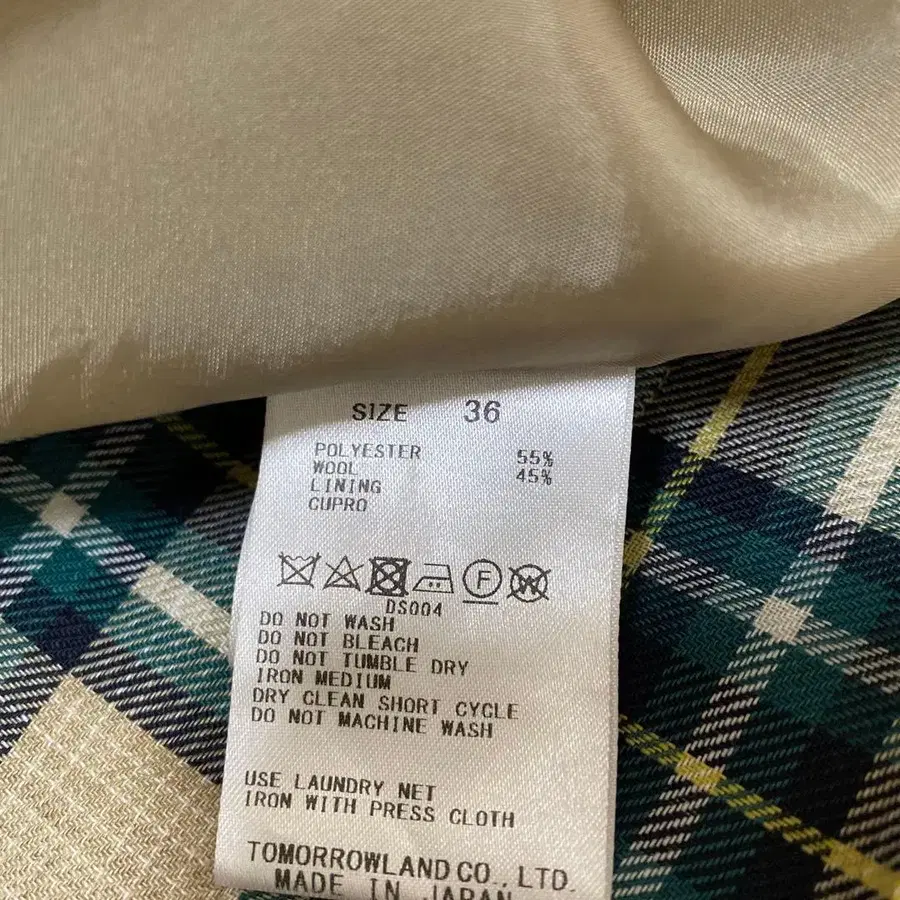 SIZE 36
POLYESTER 55%
WOOL 45%
LINING
CUPRO
F W
DS004
DO NOT WASH
DO NOT BLEACH
DO NOT TUMBLE DRY
IRON MEDIUM
DRY CLEAN SHORT CYCLE
DO NOT MACHINE WASH
USE LAUNDRY NET
IRON WITH PRESS CLOTH
TOMORROWLAND CO., LTD.
MADE IN JAPAN